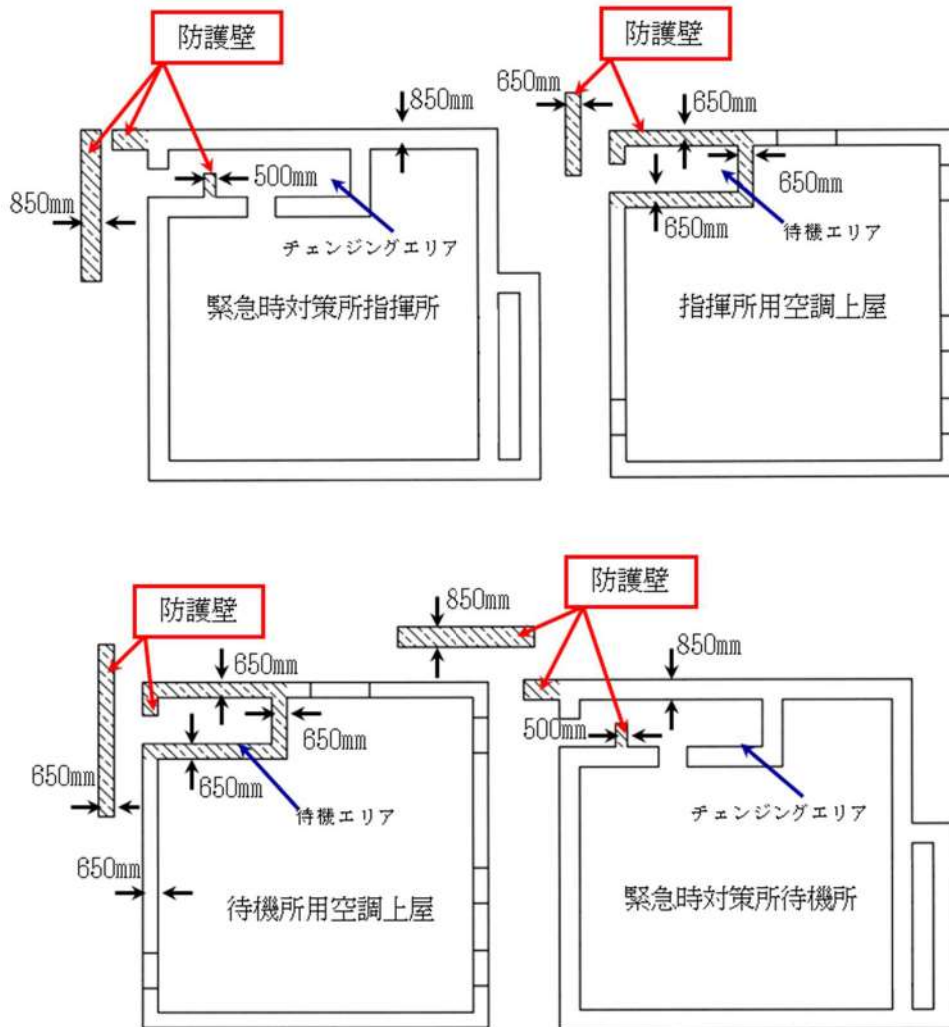 防護壁
850mm
850mm
500mm
チェンジングエリア
緊急時対策所指揮所
防護壁
650mm
650mm
650mm
650mm
待機エリア
指揮所用空調上屋
防護壁
650mm
650mm
650mm
650mm
待機エリア
650mm
待機所用空調上屋
防護壁
850mm
850mm
500mm
チェンジングエリア
緊急時対策所待機所